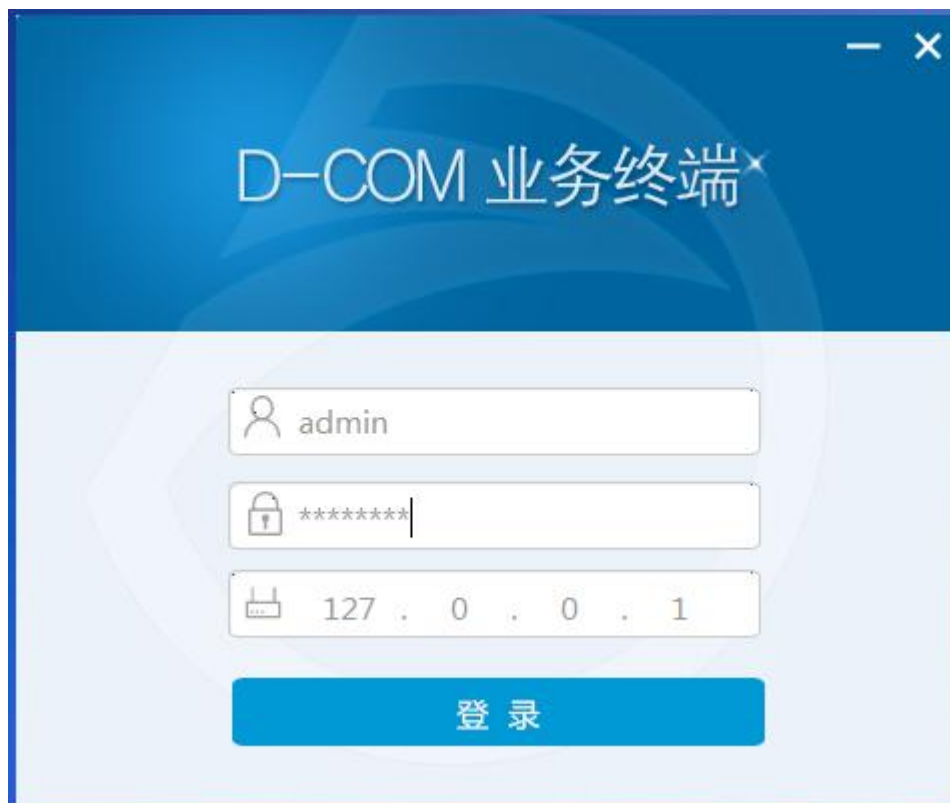 D-COM 业务终端
admin
********
127 . 0 . 0 . 1
登 录